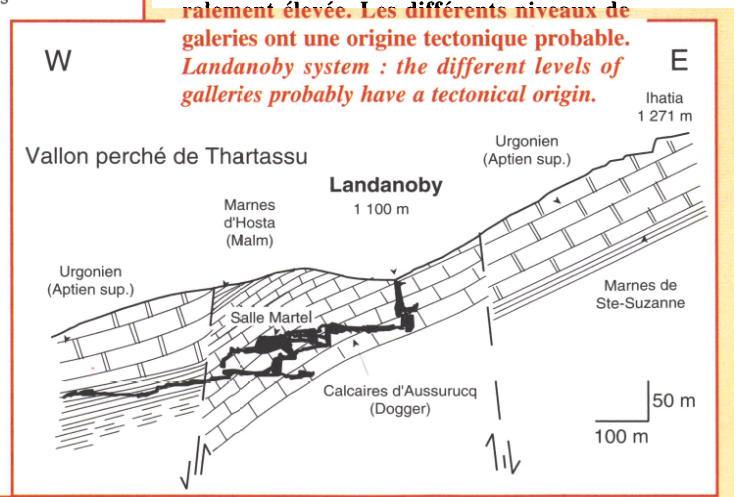 ralement élevée. Les différents niveaux de
galeries ont une origine tectonique probable.
Landanoby system : the different levels of
galleries probably have a tectonical origin.
W
E
Ihatia
1 271 m
Urgonien
(Aptien sup.)
Vallon perché de Thartassu
Landanoby
1 100 m
Marnes
d'Hosta
(Malm)
Urgonien
(Aptien sup.)
Marnes de
Ste-Suzanne
Salle Martel
Calcaires d'Aussurucq
(Dogger)
50 m
100 m